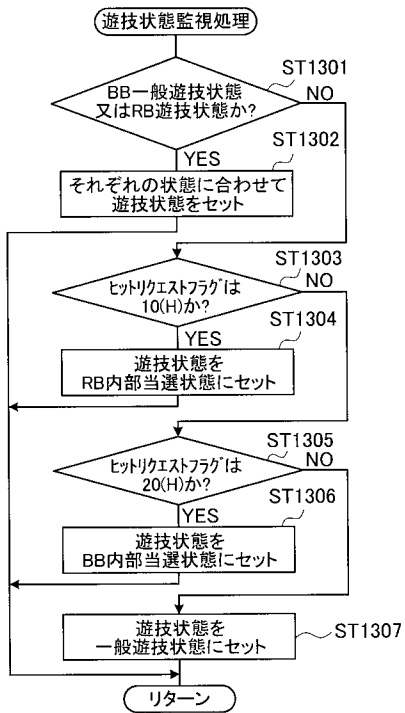 遊技状態監視処理
ST1301
BB一般遊技状態
又はRB遊技状態か?
NO
YES
ST1302
それぞれの状態に合わせて
遊技状態をセット
ST1303
ヒットリクエストフラグは
10(H)か?
NO
YES
ST1304
遊技状態を
RB内部当選状態にセット
ST1305
ヒットリクエストフラグは
20(H)か?
NO
YES
ST1306
遊技状態を
BB内部当選状態にセット
遊技状態を
一般遊技状態にセット
ST1307
リターン